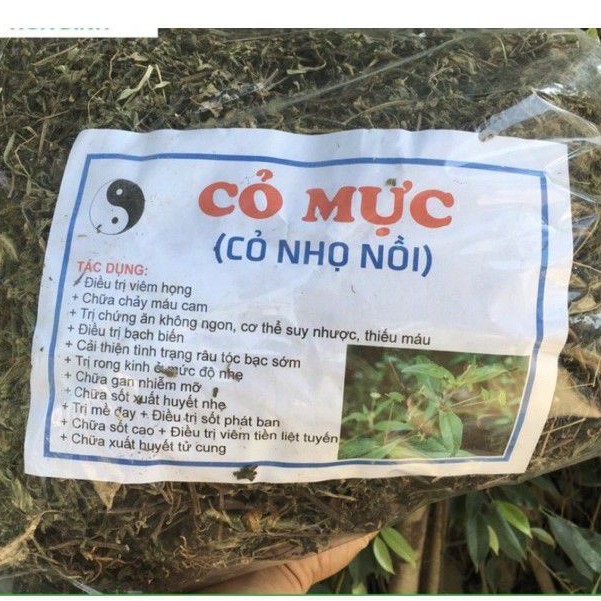 CỎ MỰC
(CỎ NHỌ NỒI)
TÁC DỤNG:
+ Điều trị viêm họng
+ Chữa chảy máu cam
+ Trị chứng ăn không ngon, cơ thể suy nhược, thiếu máu
+ Điều trị bạch biến
+ Cải thiện tình trạng râu tóc bạc sớm
+ Trị rong kinh ở mức độ nhẹ
+ Chữa gan nhiễm mỡ
+ Chữa sốt xuất huyết nhẹ
+ Trị mề đay + Điều trị sốt phát ban
+ Chữa sốt cao + Điều trị viêm tiền liệt tuyến
+ Chữa xuất huyết tử cung